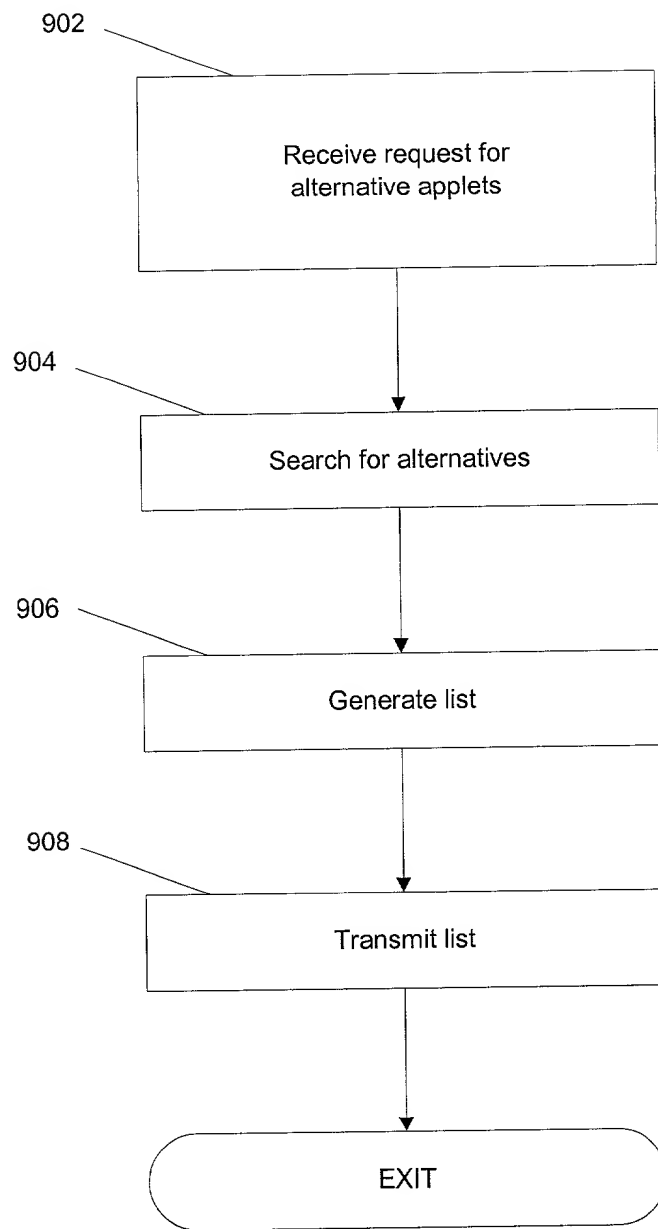 902
Receive request for
alternative applets
904
Search for alternatives
906
Generate list
908
Transmit list
EXIT